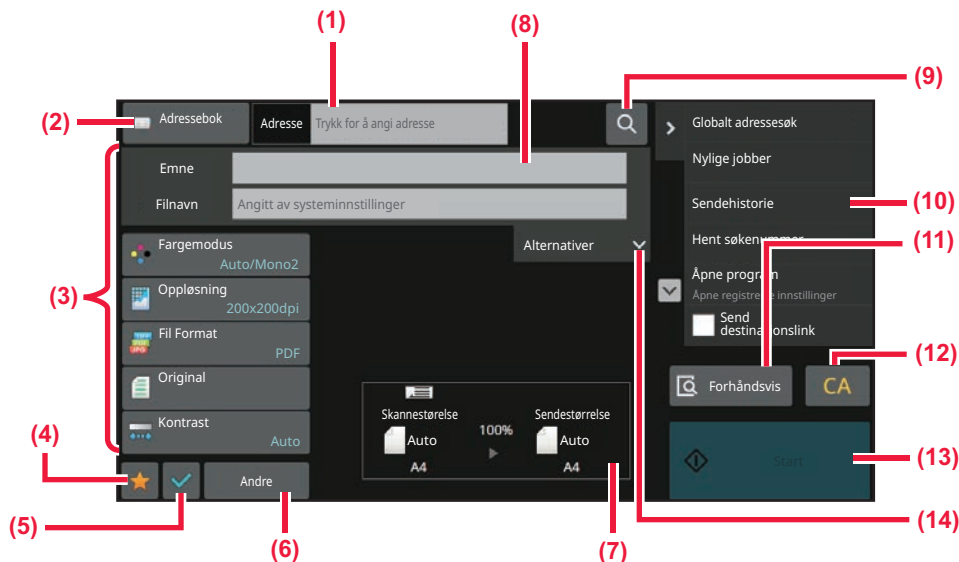 (1)
(8)
(9)
(2)
Adressebok
Adresse
Trykk for å angi adresse
Globalt adressesøk
Nylige jobber
(3)
Emne
Filnavn
Angitt av systeminnstillinger
Sendehistorie
(10)
Alternativer
Hent søkenummer
(11)
Fargemodus
Auto/Mono2
Oppløsning
200x200dpi
Fil Format
PDF
Original
Kontrast
Auto
Åpne program
Åpne registrerte innstillinger
Send
destinasjonslink
(12)
Forhåndsvis
CA
Skannestørelse
Auto
A4
100%
Sendestørrelse
Auto
A4
Start
(13)
(4)
(5)
Andre
(6)
(7)
(14)